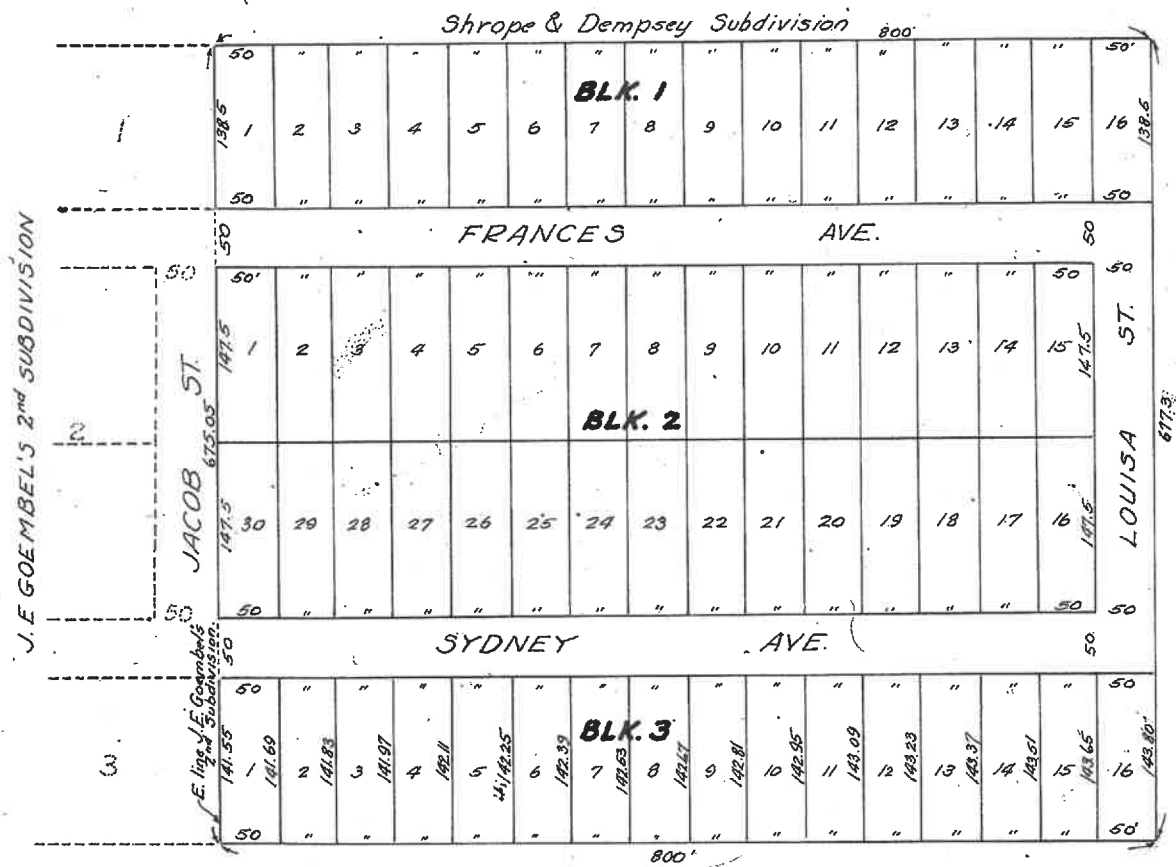 Shrope & Dempsey Subdivision 800'
50 " " " " " " " " " " " " " " 50'
BLK. 1
1
138.5 1 2 3 4 5 6 7 8 9 10 11 12 13 14 15 16 138.5
50 " " " " " " " " " " " " " " 50
50 FRANCES AVE. 50
50 50' " " " " " " " " " " " " " 50 50
147.5 1 2 3 4 5 6 7 8 9 10 11 12 13 14 15 147.5
J.E GOEMBEL'S 2nd SUBDIVISION
2
JACOB ST.
675.05
BLK. 2
LOUISA ST.
677.3
147.5 30 29 28 27 26 25 24 23 22 21 20 19 18 17 16 147.5
50 50 " " " " " " " " " " " " " 50 50
50 SYDNEY AVE. 50
E. line J.E. Goembel's
2nd Subdivision.
50 " " " " " " " " " " " " " " 50
BLK. 3
3
141.55 1 141.69 2 141.83 3 141.97 4 142.11 5 142.25 6 142.39 7 142.53 8 142.67 9 142.81 10 142.95 11 143.09 12 143.23 13 143.37 14 143.51 15 143.65 16 143.80'
50 " " " " " " " " " " " " " " 50'
800'